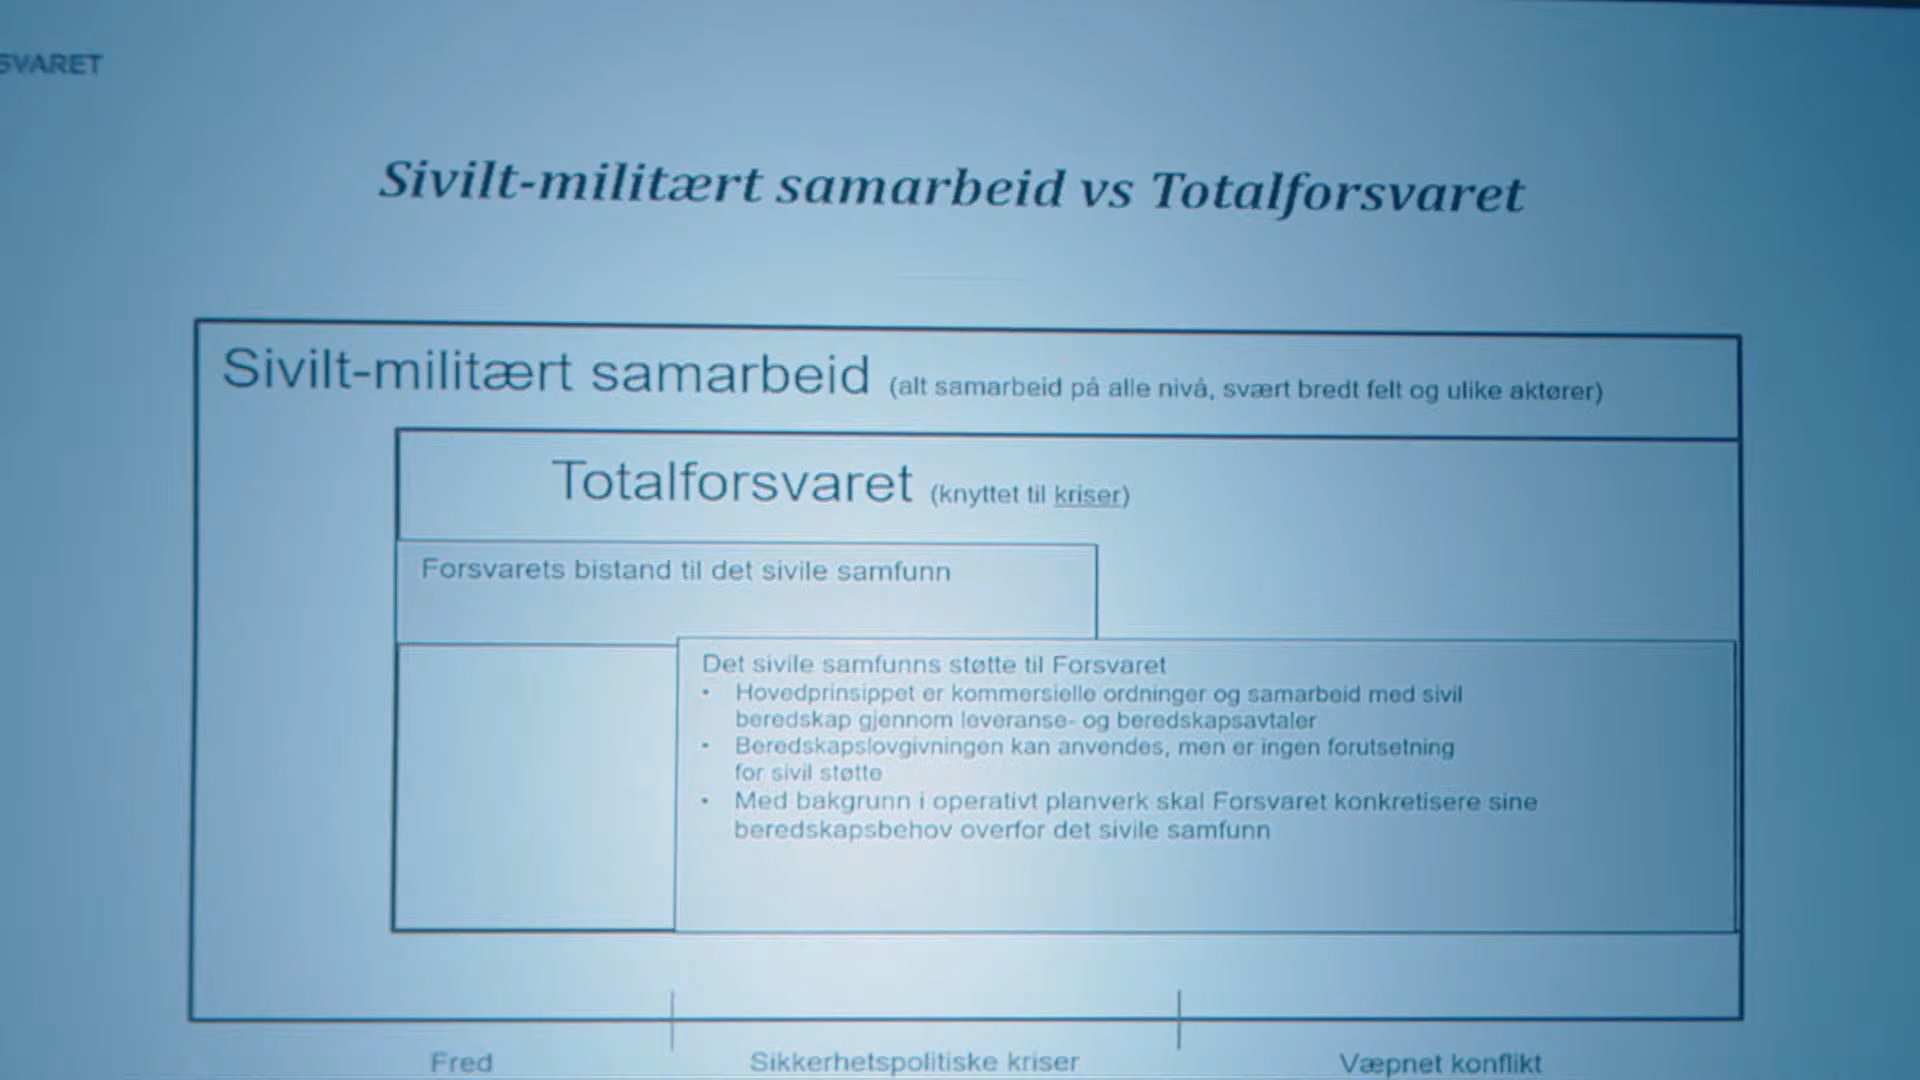 SVARET
Sivilt-militært samarbeid vs Totalforsvaret
Sivilt-militært samarbeid (alt samarbeid på alle nivå, svært bredt felt og ulike aktører)
Totalforsvaret (knyttet til kriser)
Forsvarets bistand til det sivile samfunn
Det sivile samfunns støtte til Forsvaret
• Hovedprinsippet er kommersielle ordninger og samarbeid med sivil
beredskap gjennom leveranse- og beredskapsavtaler
• Beredskapslovgivningen kan anvendes, men er ingen forutsetning
for sivil støtte
• Med bakgrunn i operativt planverk skal Forsvaret konkretisere sine
beredskapsbehov overfor det sivile samfunn
Fred
Sikkerhetspolitiske kriser
Væpnet konflikt